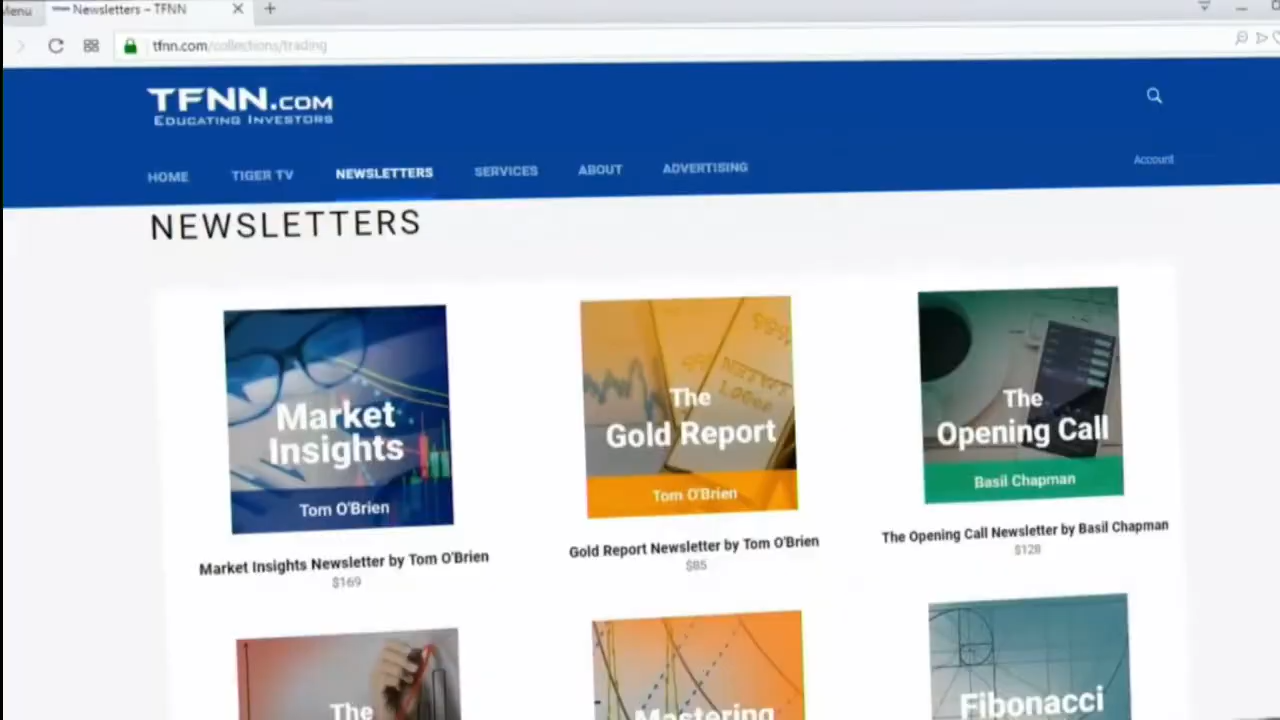 Menu
Newsletters – TFNN
tfnn.com/collections/trading
TFNN.COM
EDUCATING INVESTORS
HOME
TIGER TV
NEWSLETTERS
SERVICES
ABOUT
ADVERTISING
Account
NEWSLETTERS
Market
Insights
Tom O'Brien
Market Insights Newsletter by Tom O'Brien
$169
The
Gold Report
Tom O'Brien
Gold Report Newsletter by Tom O'Brien
$85
The
Opening Call
Basil Chapman
The Opening Call Newsletter by Basil Chapman
$128
The
Mastering
Fibonacci